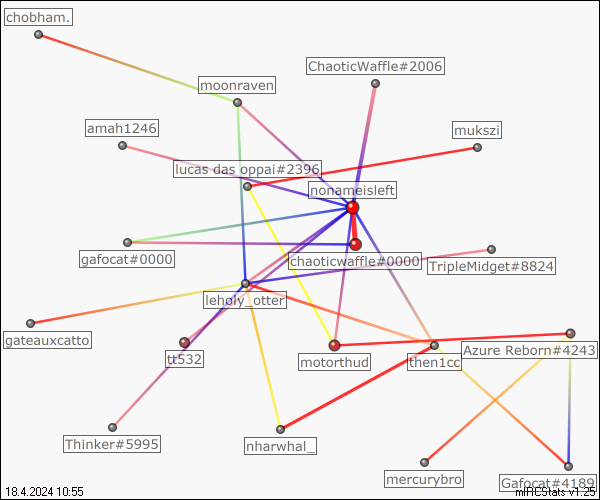 chobham.
ChaoticWaffle#2006
moonraven
amah1246
mukszi
lucas das oppai#2396
nonameisleft
gafocat#0000
chaoticwaffle#0000
TripleMidget#8824
leholy_otter
gateauxcatto
tt532
motorthud
then1cc
Azure Reborn#4243
Thinker#5995
nharwhal_
mercurybro
Gafocat#4189
18.4.2024 10:55
mIRCStats v1.25